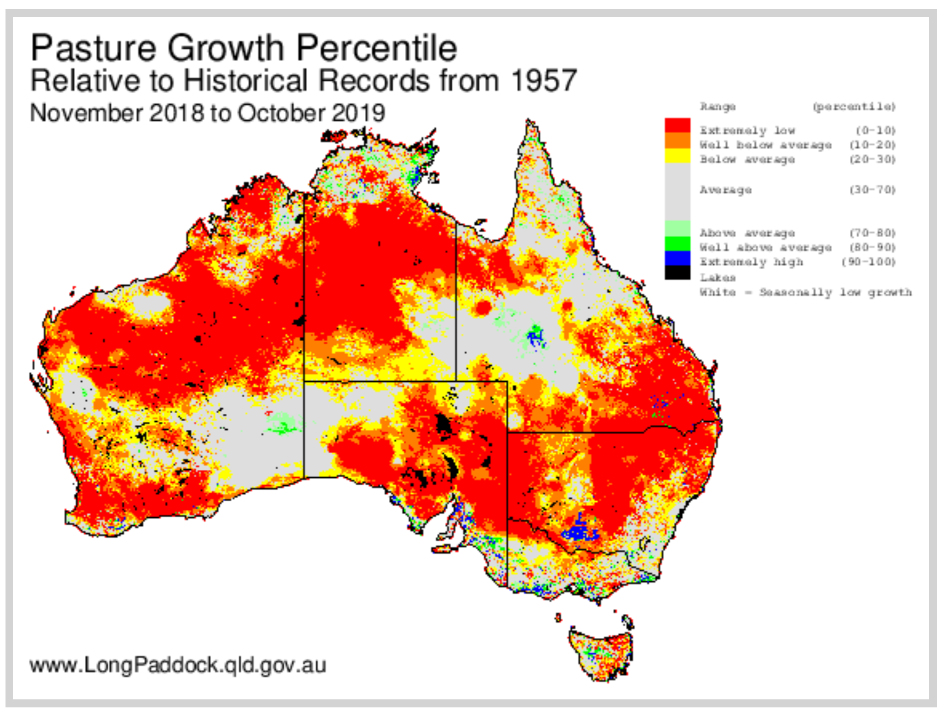 Pasture Growth Percentile
Relative to Historical Records from 1957
November 2018 to October 2019
Range (percentile)
Extremely low (0-10)
Well below average (10-20)
Below average (20-30)
Average (30-70)
Above average (70-80)
Well above average (80-90)
Extremely high (90-100)
Lakes
White = Seasonally low growth
www.LongPaddock.qld.gov.au